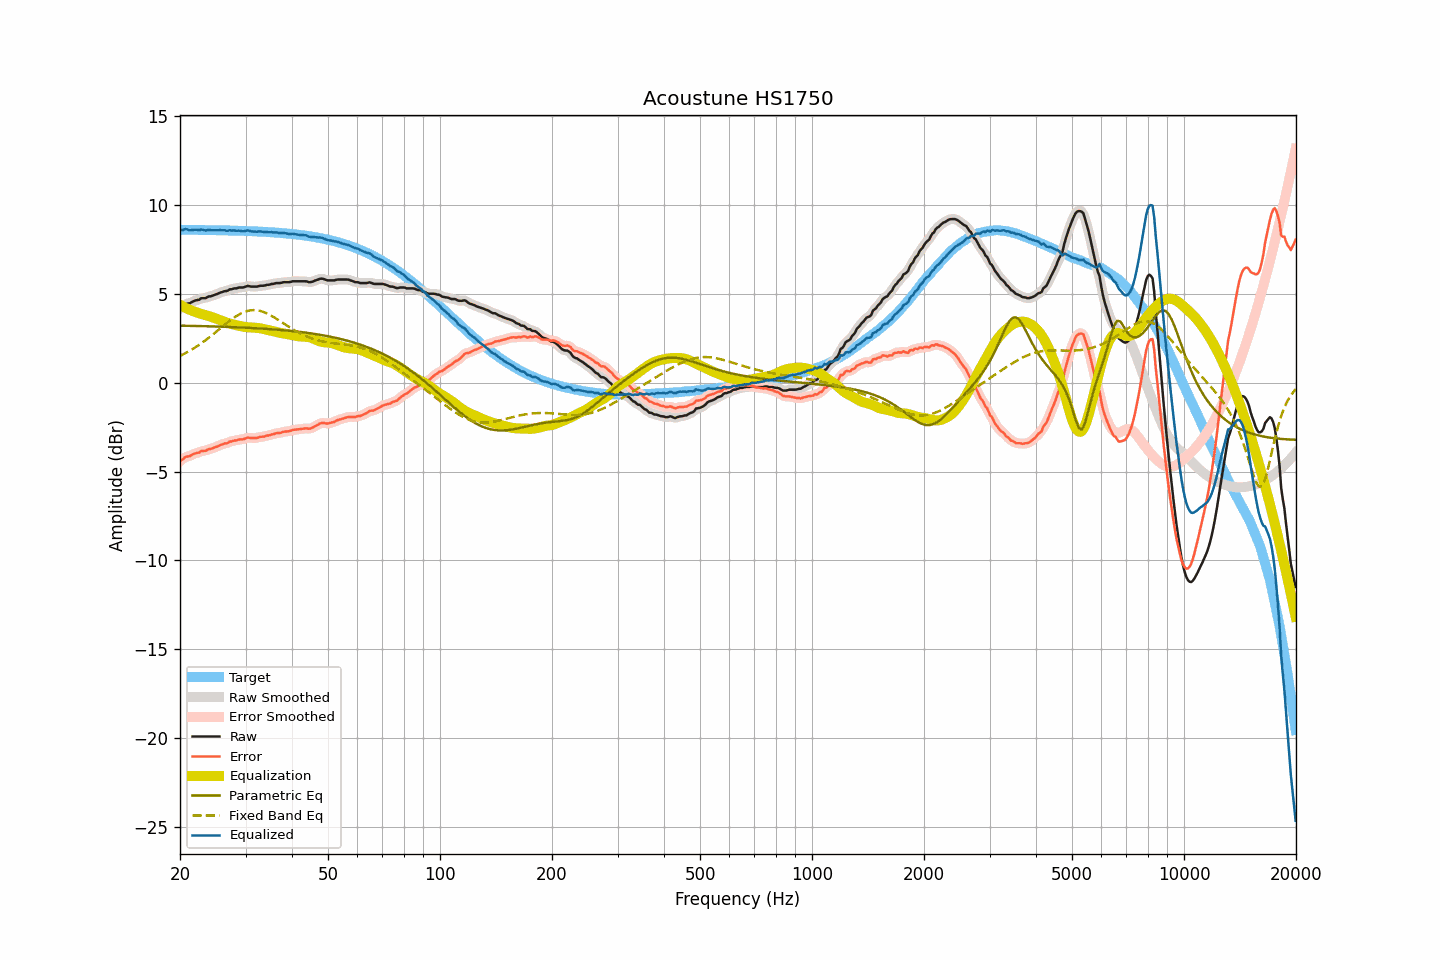 Acoustune HS1750
15
10
5
0
−5
−10
−15
−20
−25
Amplitude (dBr)
Target
Raw Smoothed
Error Smoothed
Raw
Error
Equalization
Parametric Eq
Fixed Band Eq
Equalized
20 50 100 200 500 1000 2000 5000 10000 20000
Frequency (Hz)